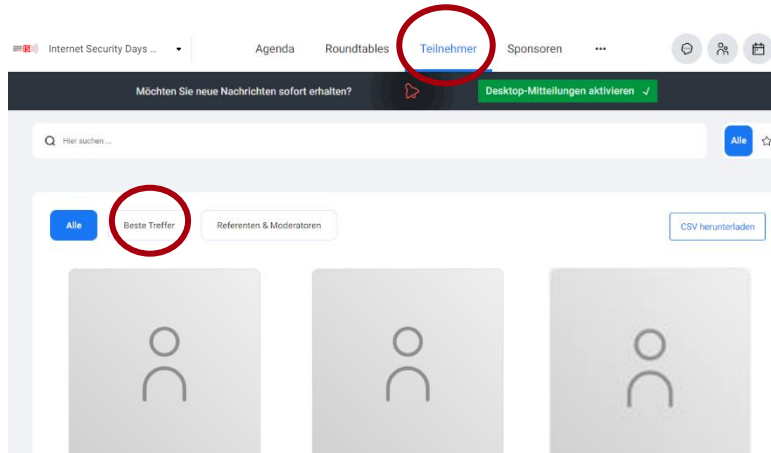 Internet Security Days ...
Agenda Roundtables Teilnehmer Sponsoren ...
Möchten Sie neue Nachrichten sofort erhalten? Desktop-Mitteilungen aktivieren ✓
Hier suchen ...
Alle
Alle Beste Treffer Referenten & Moderatoren CSV herunterladen